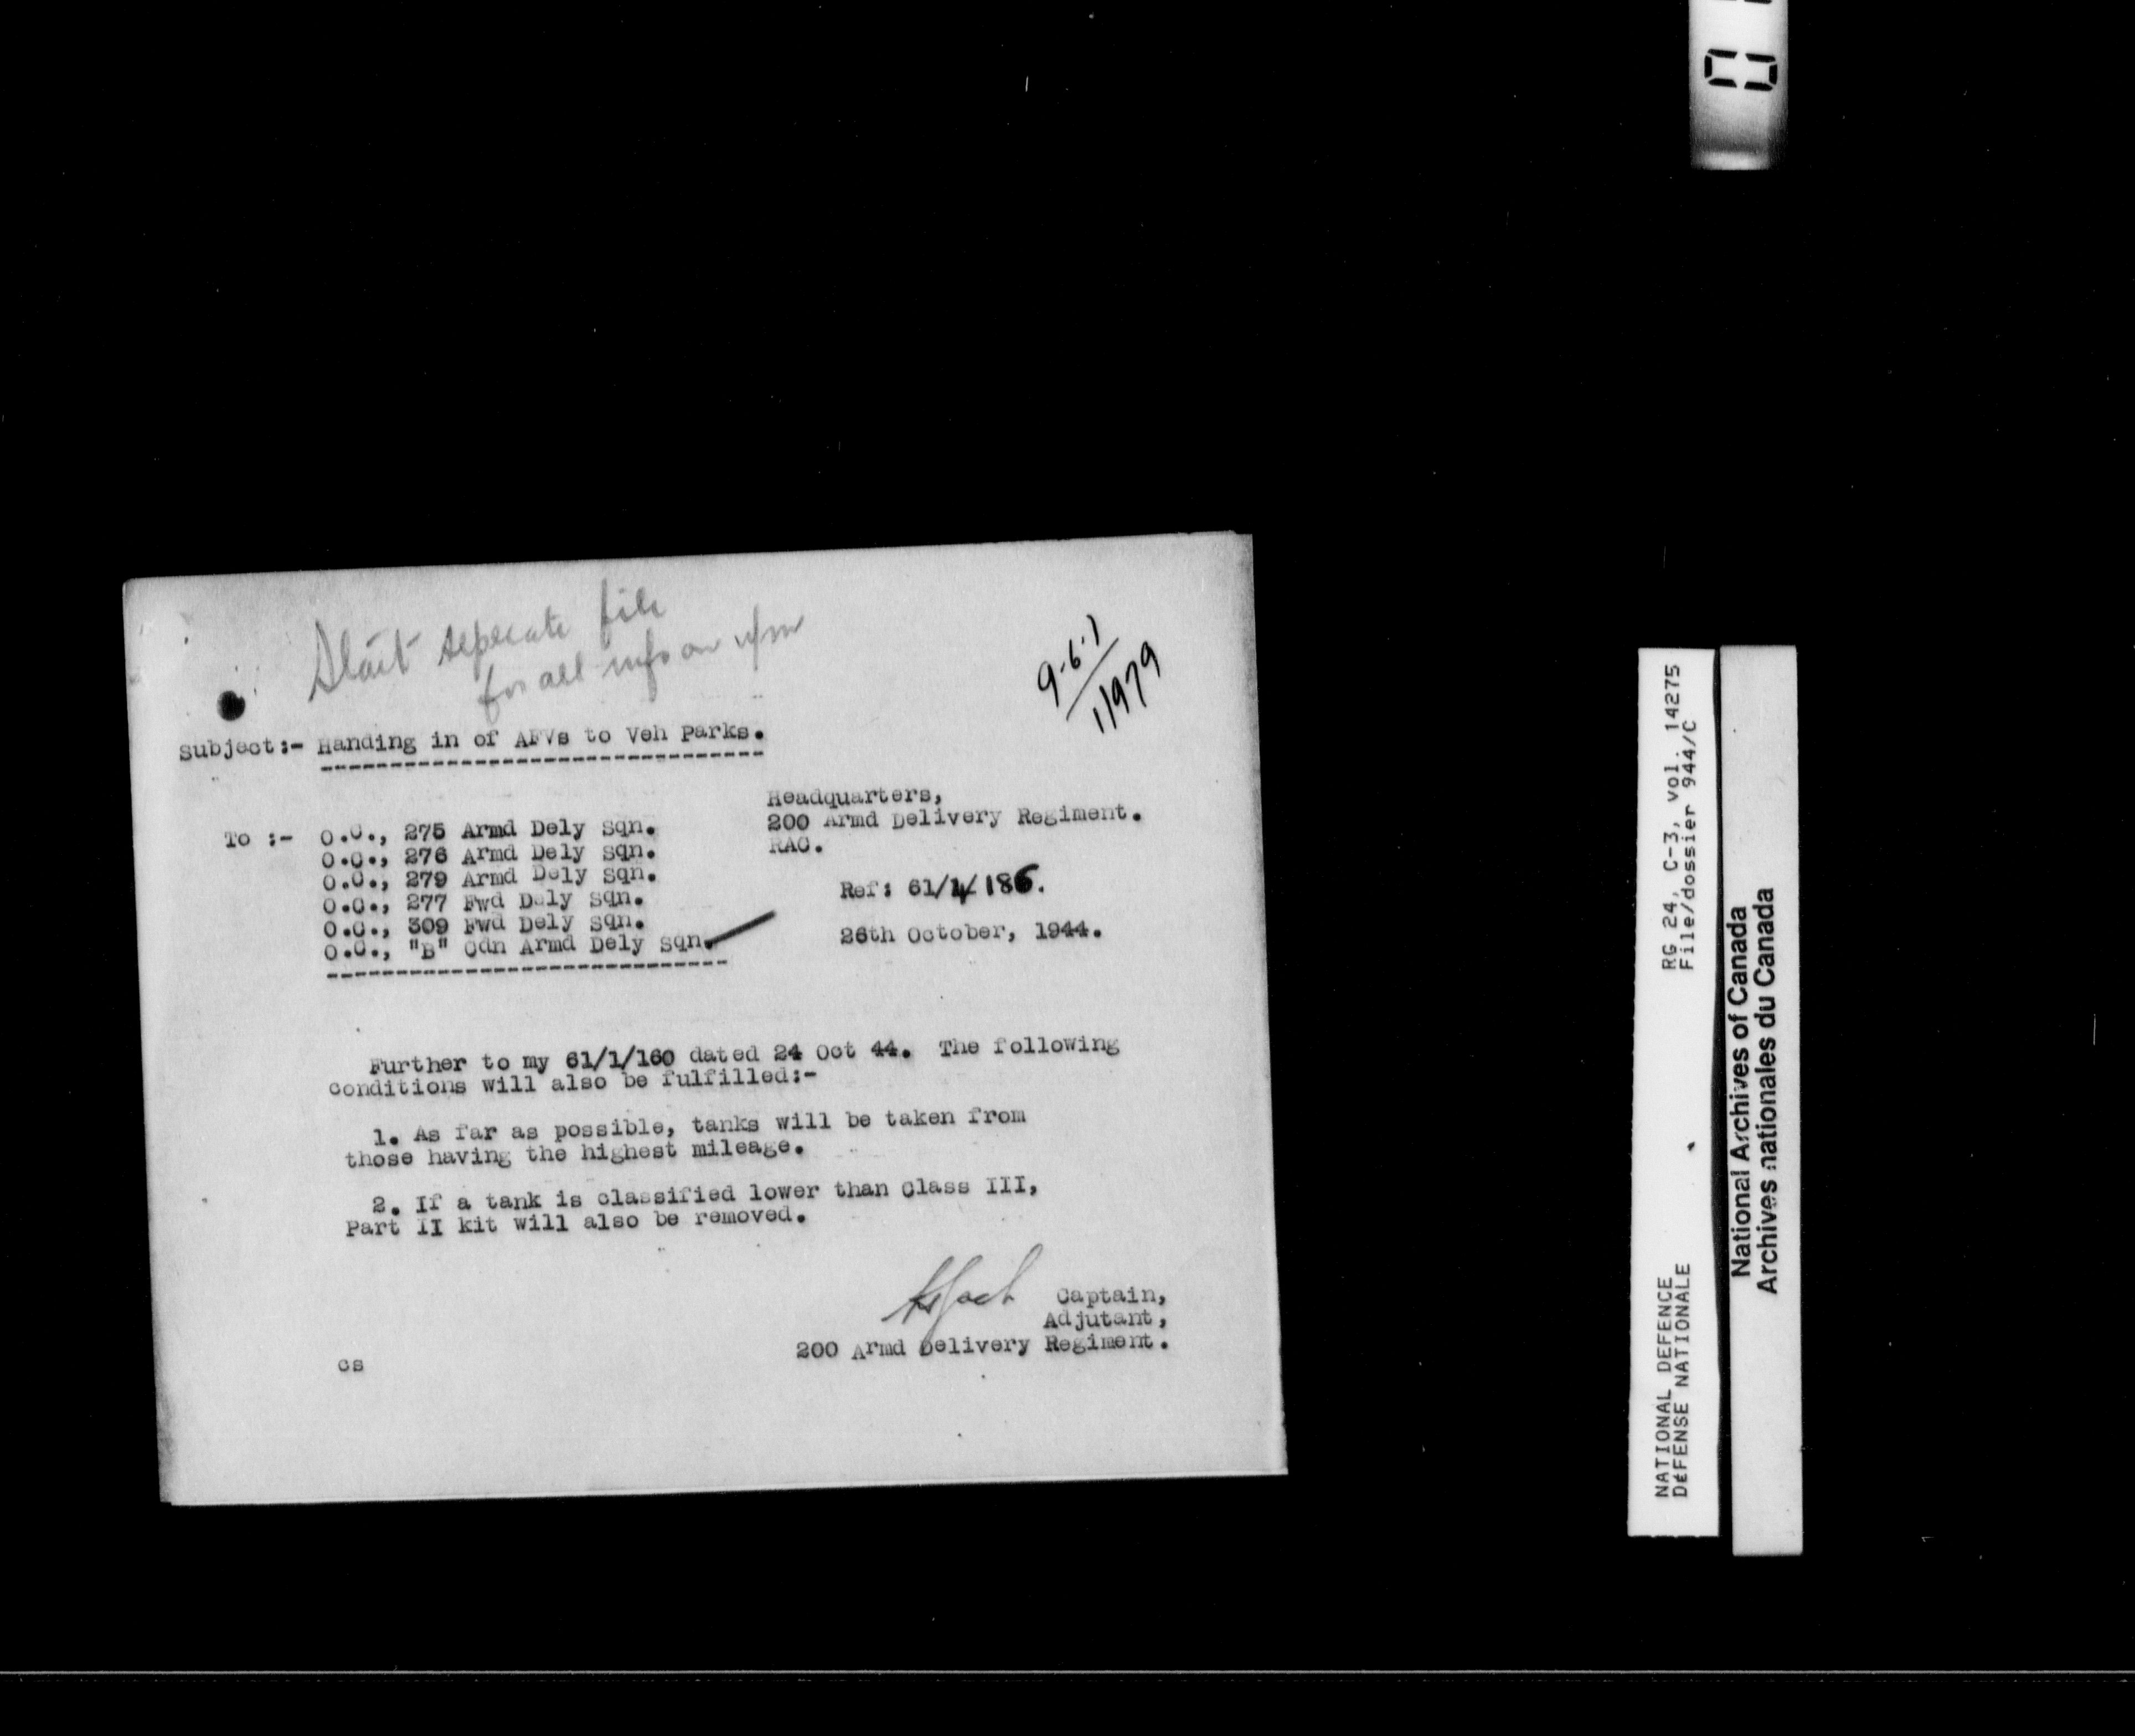 Start seperate file
for all info on u/m
9-6-1
1/979
Subject:- Handing in of AFVs to Veh Parks.
Headquarters,
200 Armd Delivery Regiment.
RAC.
To :- O.C., 275 Armd Dely Sqn.
O.C., 276 Armd Dely Sqn.
O.C., 279 Armd Dely Sqn.
O.C., 277 Fwd Dely Sqn.
O.C., 309 Fwd Dely Sqn.
O.C., "B" Cdn Armd Dely Sqn.
Ref: 61/1/186.
26th October, 1944.
Further to my 61/1/160 dated 24 Oct 44. The following
conditions will also be fulfilled:-
1. As far as possible, tanks will be taken from
those having the highest mileage.
2. If a tank is classified lower than Class III,
Part II kit will also be removed.
Captain,
Adjutant,
200 Armd Delivery Regiment.
CS
RG 24, C-3, vol. 14275
File/dossier 944/C
NATIONAL DEFENCE
DÉFENSE NATIONALE
National Archives of Canada
Archives nationales du Canada